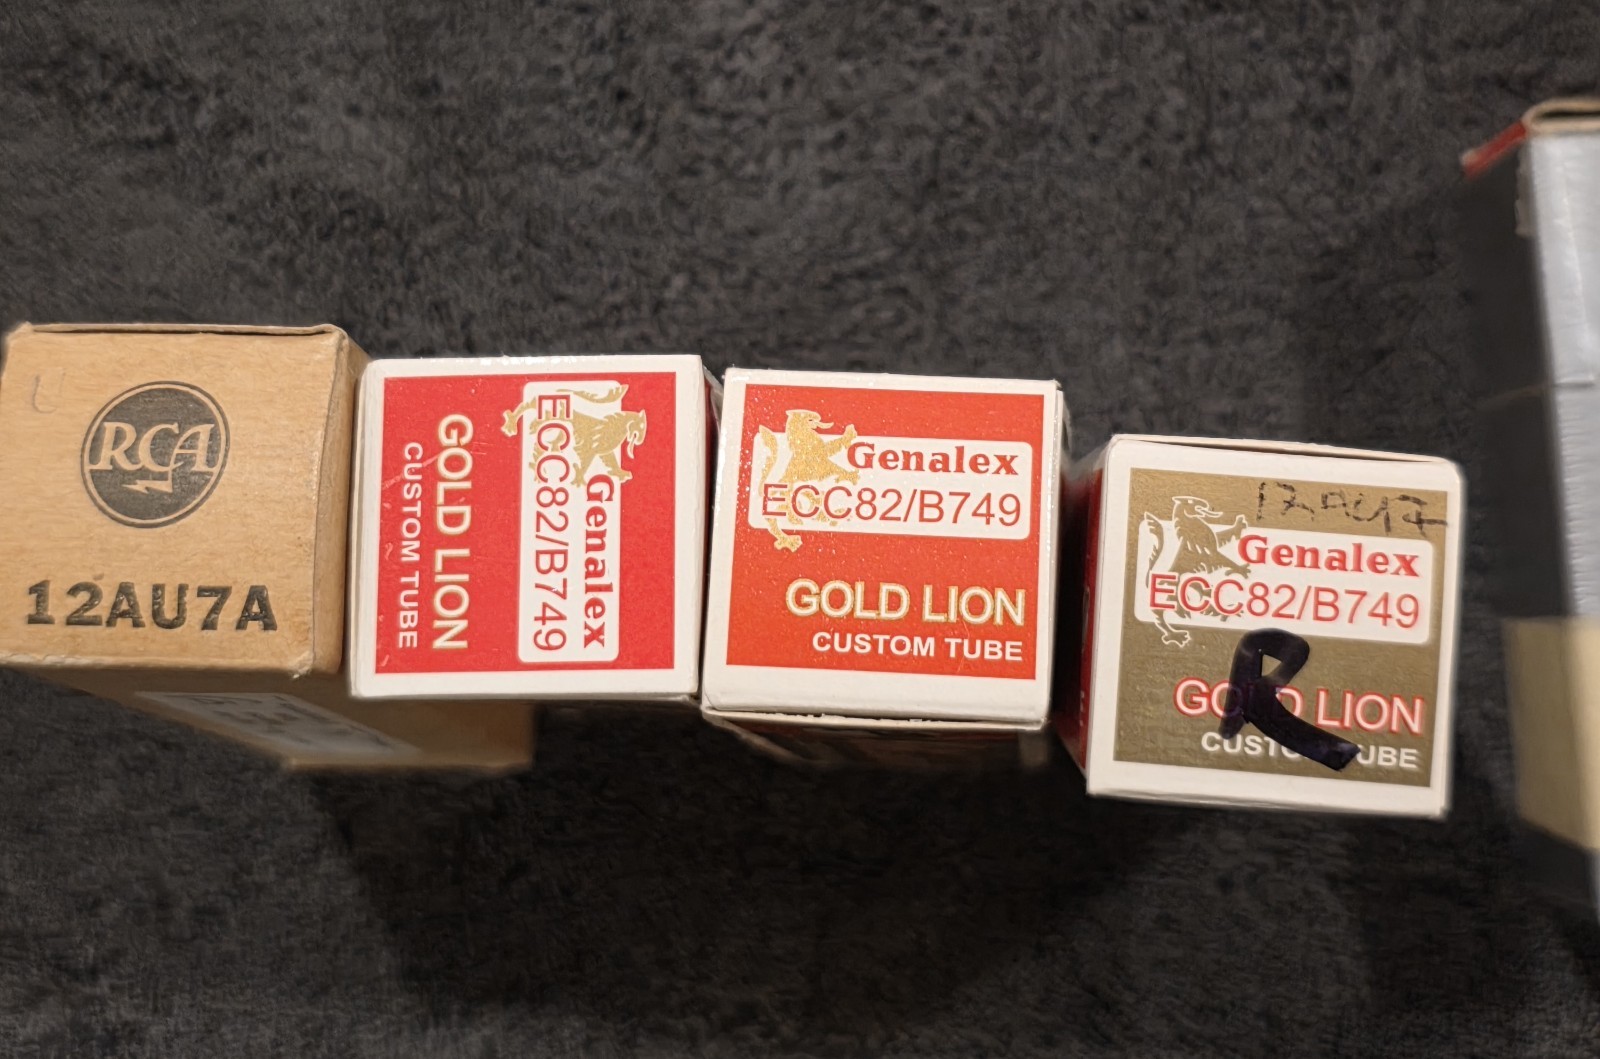 RCA
12AU7A
Genalex
ECC82/B749
GOLD LION
CUSTOM TUBE
Genalex
ECC82/B749
GOLD LION
CUSTOM TUBE
12AU7
Genalex
ECC82/B749
GOLD LION
CUSTOM TUBE
R